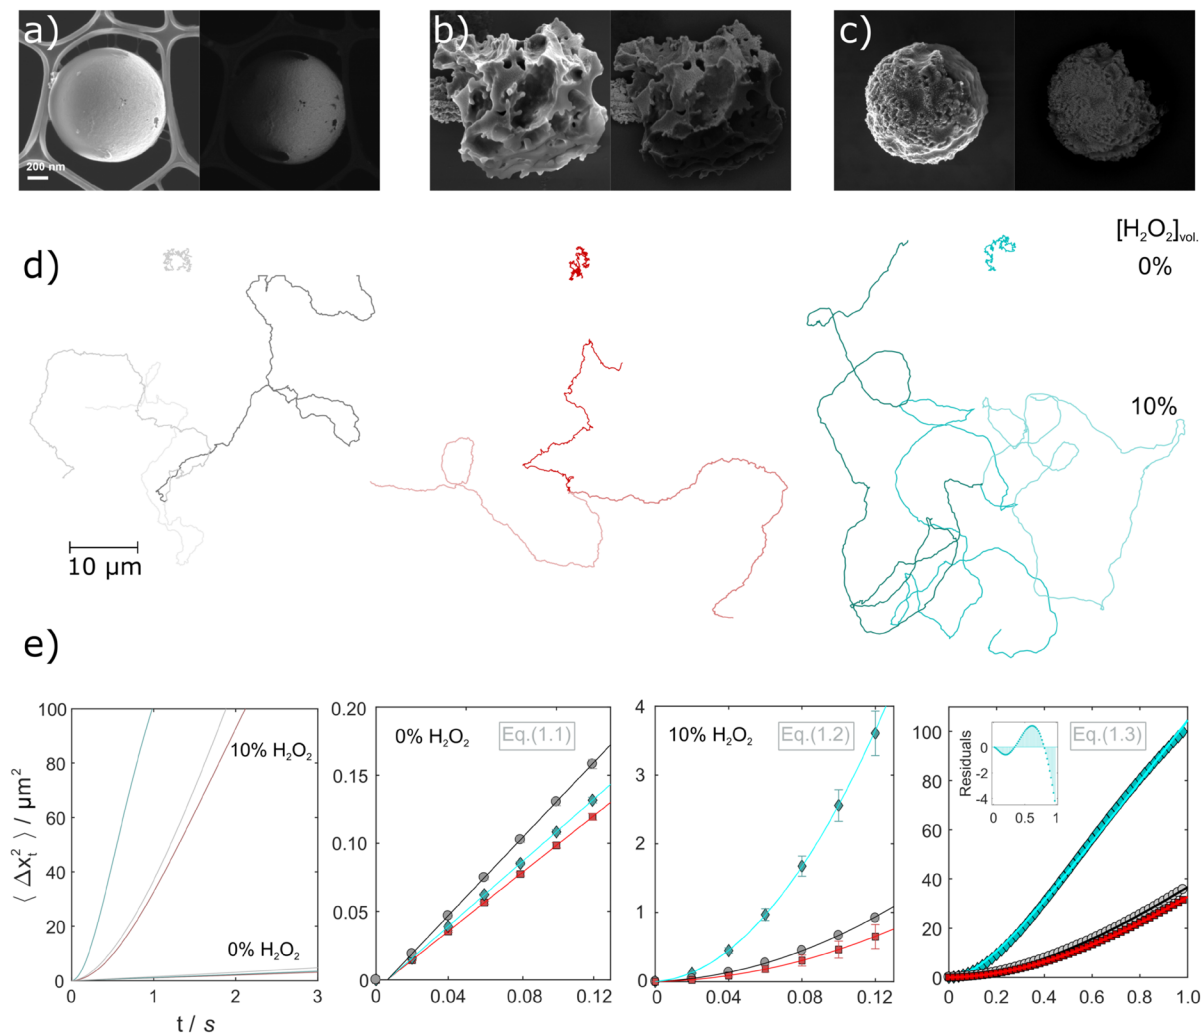 a)
200 nm
b)
c)
d)
[H₂O₂]vol.
0%
10%
10 µm
e)
⟨ Δx²ₜ ⟩ / µm²
100
80
60
40
20
0
10% H₂O₂
0% H₂O₂
0
1
2
3
t / s
0.20
0.15
0.10
0.05
0.00
0% H₂O₂
Eq.(1.1)
0
0.04
0.08
0.12
4
3
2
1
0
10% H₂O₂
Eq.(1.2)
0
0.04
0.08
0.12
100
80
60
40
20
0
Residuals
0
-2
-4
0
0.5
1
Eq.(1.3)
0
0.2
0.4
0.6
0.8
1.0